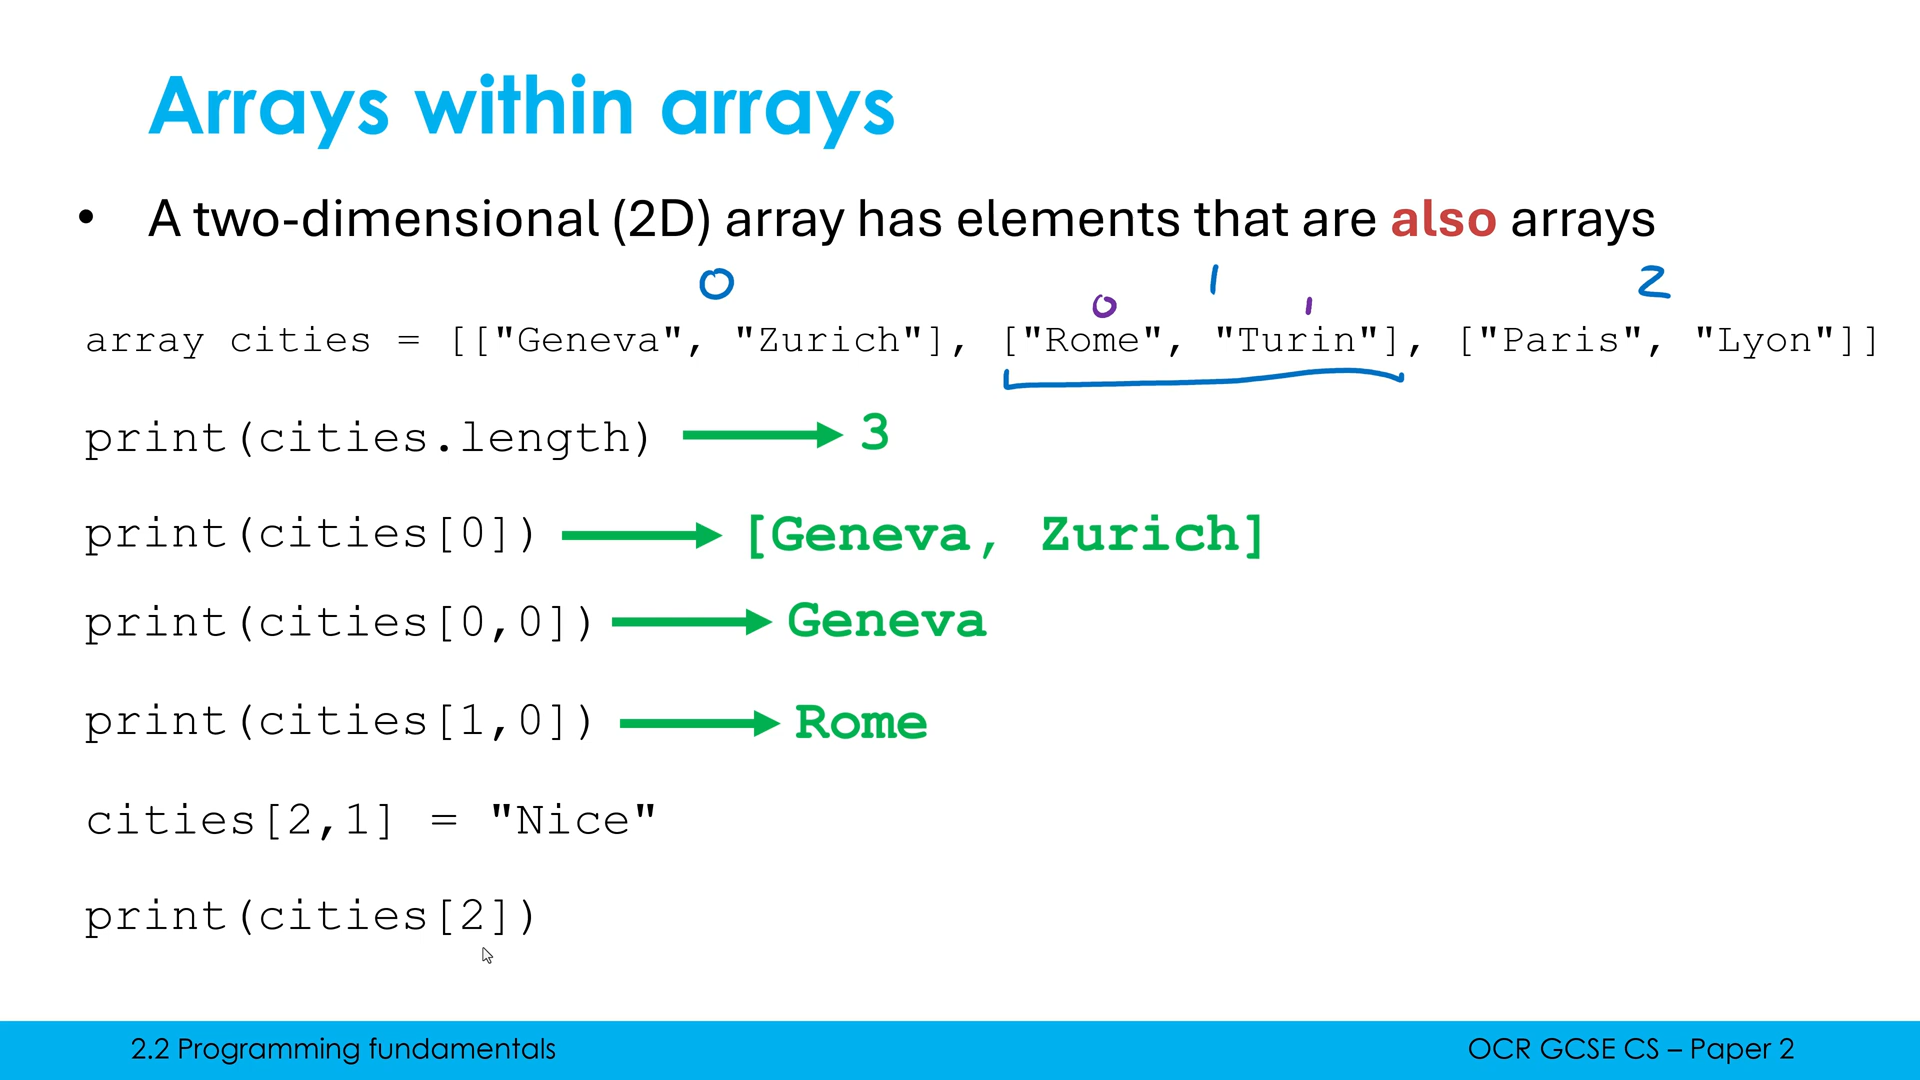 Arrays within arrays
• A two-dimensional (2D) array has elements that are also arrays
0 1 2
0 1
array cities = [["Geneva", "Zurich"], ["Rome", "Turin"], ["Paris", "Lyon"]]
print(cities.length) 3
print(cities[0]) [Geneva, Zurich]
print(cities[0,0]) Geneva
print(cities[1,0]) Rome
cities[2,1] = "Nice"
print(cities[2])
2.2 Programming fundamentals OCR GCSE CS – Paper 2